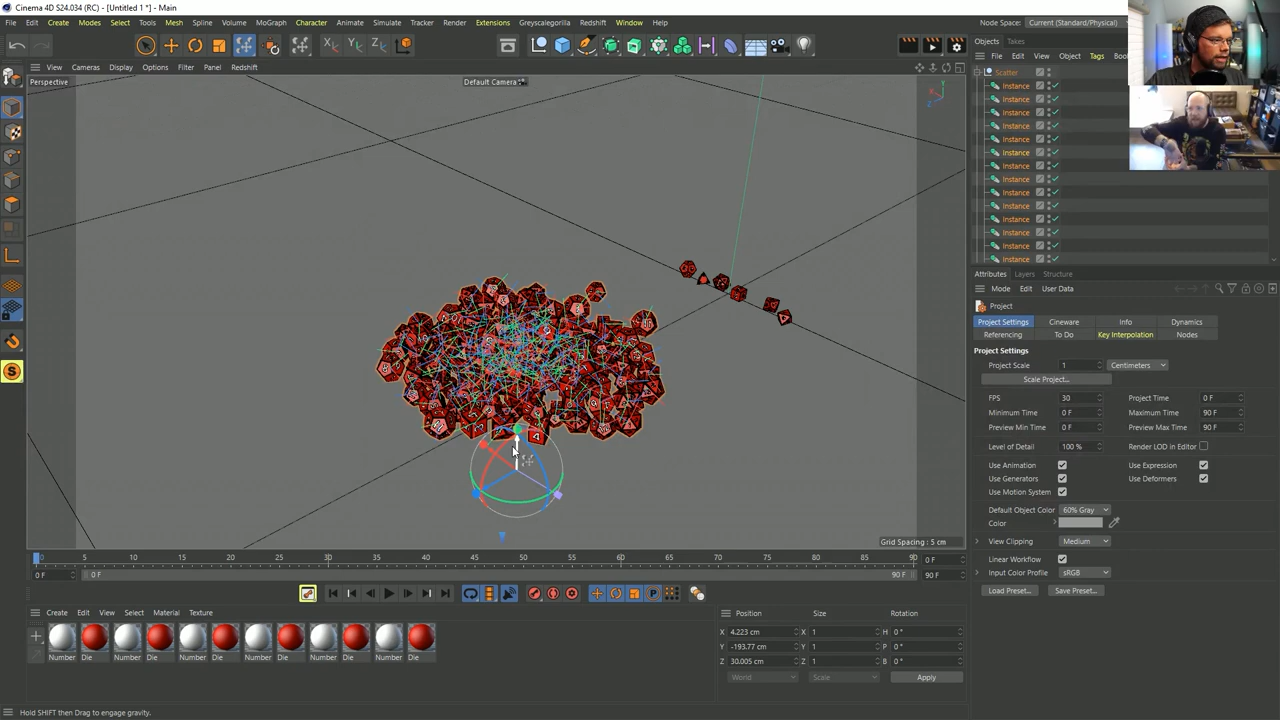 Cinema 4D S24.034 (RC) - [Untitled 1 *] - Main
File Edit Create Modes Select Tools Mesh Spline Volume MoGraph Character Animate Simulate Tracker Render Extensions Greyscalegorilla Redshift Window Help
Node Space: Current (Standard/Physical)
Objects Takes
File Edit View Object Tags
View Cameras Display Options Filter Panel Redshift
Perspective
Default Camera
Scatter
Instance
Instance
Instance
Instance
Instance
Instance
Instance
Instance
Instance
Instance
Instance
Instance
Instance
Instance
Attributes Layers Structure
Mode Edit User Data
Project
Project Settings Cineware Info Dynamics
Referencing To Do Key Interpolation Nodes
Project Settings
Project Scale 1 Centimeters
Scale Project...
FPS 30 Project Time 0 F
Minimum Time 0 F Maximum Time 90 F
Preview Min Time 0 F Preview Max Time 90 F
Level of Detail 100 % Render LOD in Editor
Use Animation Use Expression
Use Generators Use Deformers
Use Motion System
Default Object Color 60% Gray
Color
View Clipping Medium
Linear Workflow
Input Color Profile sRGB
Load Preset... Save Preset...
Grid Spacing : 5 cm
0 5 10 15 20 25 30 35 40 45 50 55 60 65 70 75 80 85 90
0 F
0 F 0 F 90 F 90 F
Create Edit View Select Material Texture
Number Die Number Die Number Die Number Die Number Die Number Die
Position Size Rotation
X 4.223 cm X 1 H 0 °
Y -193.77 cm Y 1 P 0 °
Z 30.005 cm Z 1 B 0 °
World Scale Apply
Hold SHIFT then Drag to engage gravity.